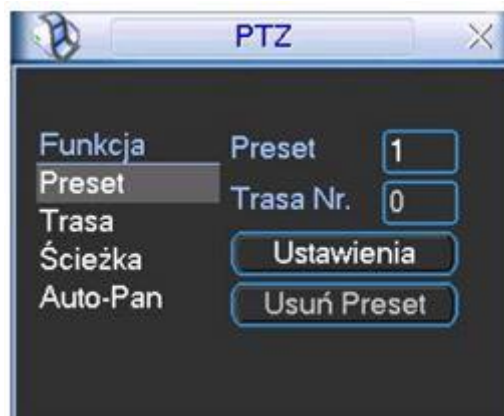 PTZ
Funkcja
Preset
Trasa
Ścieżka
Auto-Pan
Preset 1
Trasa Nr. 0
Ustawienia
Usuń Preset